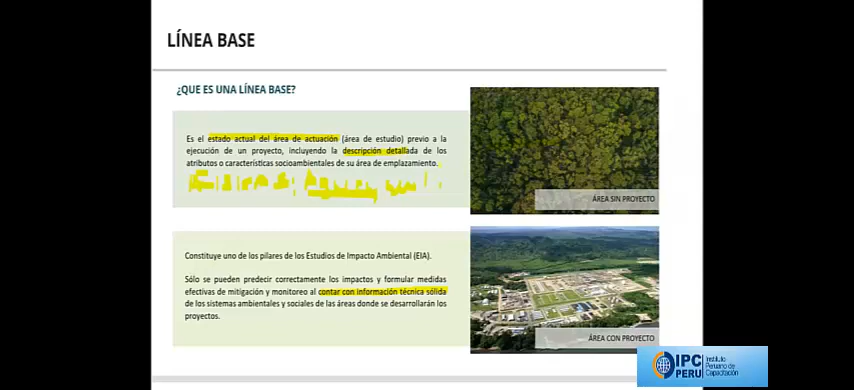 LÍNEA BASE
¿QUE ES UNA LÍNEA BASE?
Es el estado actual del área de actuación (área de estudio) previo a la
ejecución de un proyecto, incluyendo la descripción detallada de los
atributos o características socioambientales de su área de emplazamiento.
ÁREA SIN PROYECTO
Constituye uno de los pilares de los Estudios de Impacto Ambiental (EIA).
Sólo se pueden predecir correctamente los impactos y formular medidas
efectivas de mitigación y monitoreo al contar con información técnica sólida
de los sistemas ambientales y sociales de las áreas donde se desarrollarán los
proyectos.
ÁREA CON PROYECTO
IPC
PERU
Instituto
Peruano de
Capacitación